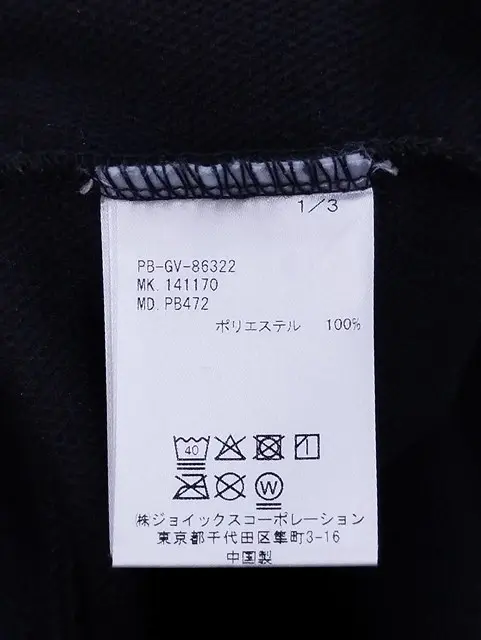 1/3
PB-GV-86322
MK. 141170
MD. PB472
ポリエステル 100%
40
W
㈱ジョイックスコーポレーション
東京都千代田区隼町3-16
中国製